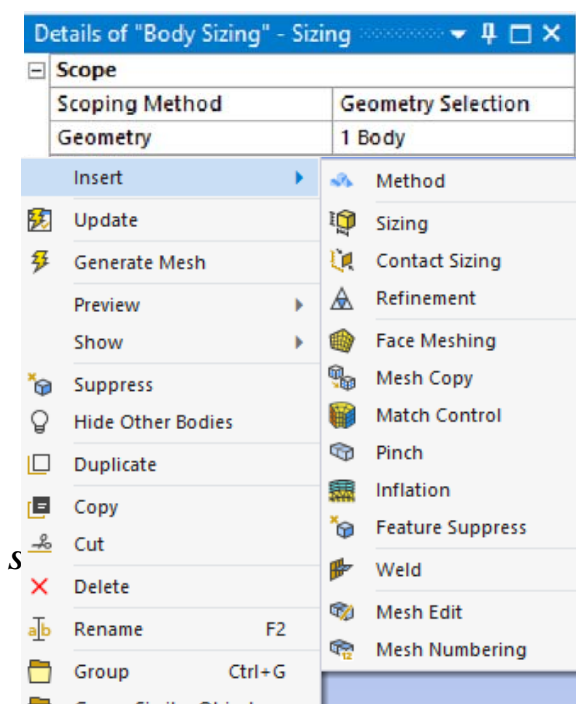 Details of "Body Sizing" - Sizing
Scope
Scoping Method Geometry Selection
Geometry 1 Body
Insert
Update
Generate Mesh
Preview
Show
Suppress
Hide Other Bodies
Duplicate
Copy
Cut
Delete
Rename F2
Group Ctrl+G
Method
Sizing
Contact Sizing
Refinement
Face Meshing
Mesh Copy
Match Control
Pinch
Inflation
Feature Suppress
Weld
Mesh Edit
Mesh Numbering
S